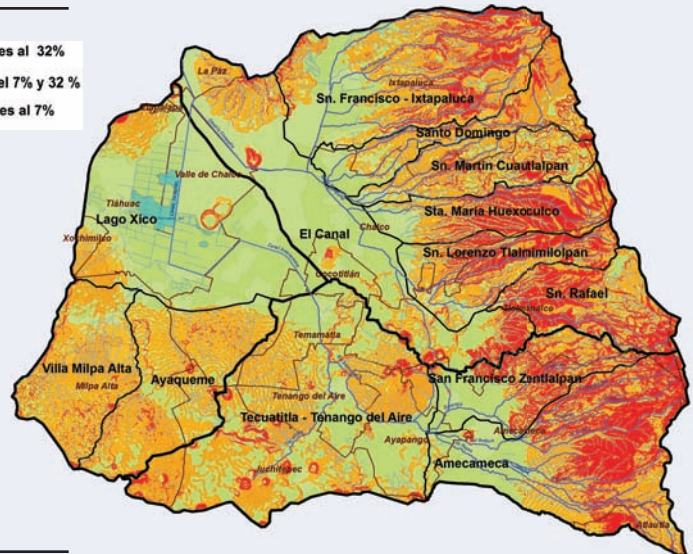 es al 32%
el 7% y 32 %
es al 7%
La Paz
Ixtapaluca
Sn. Francisco - Ixtapaluca
Santo Domingo
Sn. Martín Cuautlalpan
Valle de Chalco
Tláhuac
Lago Xico
Sta. María Huexoculco
El Canal
Chalco
Xochimilco
Sn. Lorenzo Tlalmimilolpan
Cocotitlán
Sn. Rafael
Tlalmanalco
Temamatla
Villa Milpa Alta
Milpa Alta
Ayaqueme
San Francisco Zentlalpan
Tenango del Aire
Tecuatitla - Tenango del Aire
Amecameca
Ayapango
Amecameca
Juchitepec
Atlautla